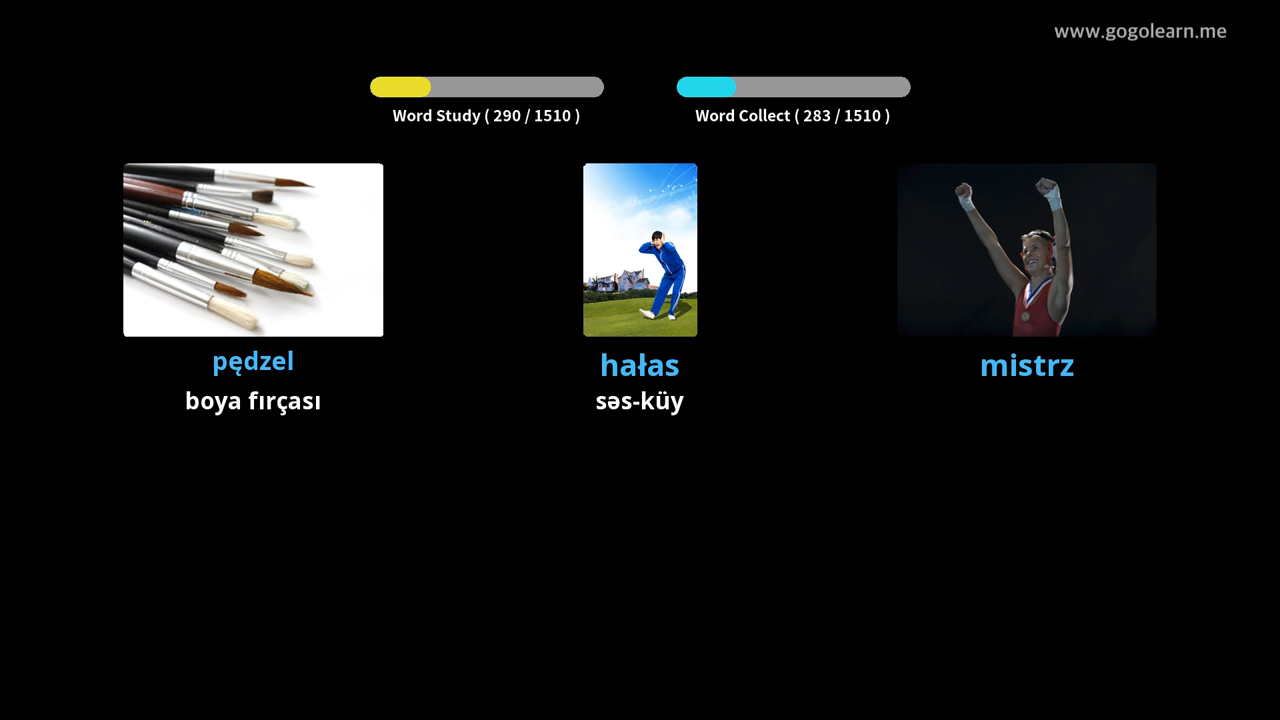 www.gogolearn.me
Word Study ( 290 / 1510 )
Word Collect ( 283 / 1510 )
pędzel
boya fırçası
hałas
səs-küy
mistrz